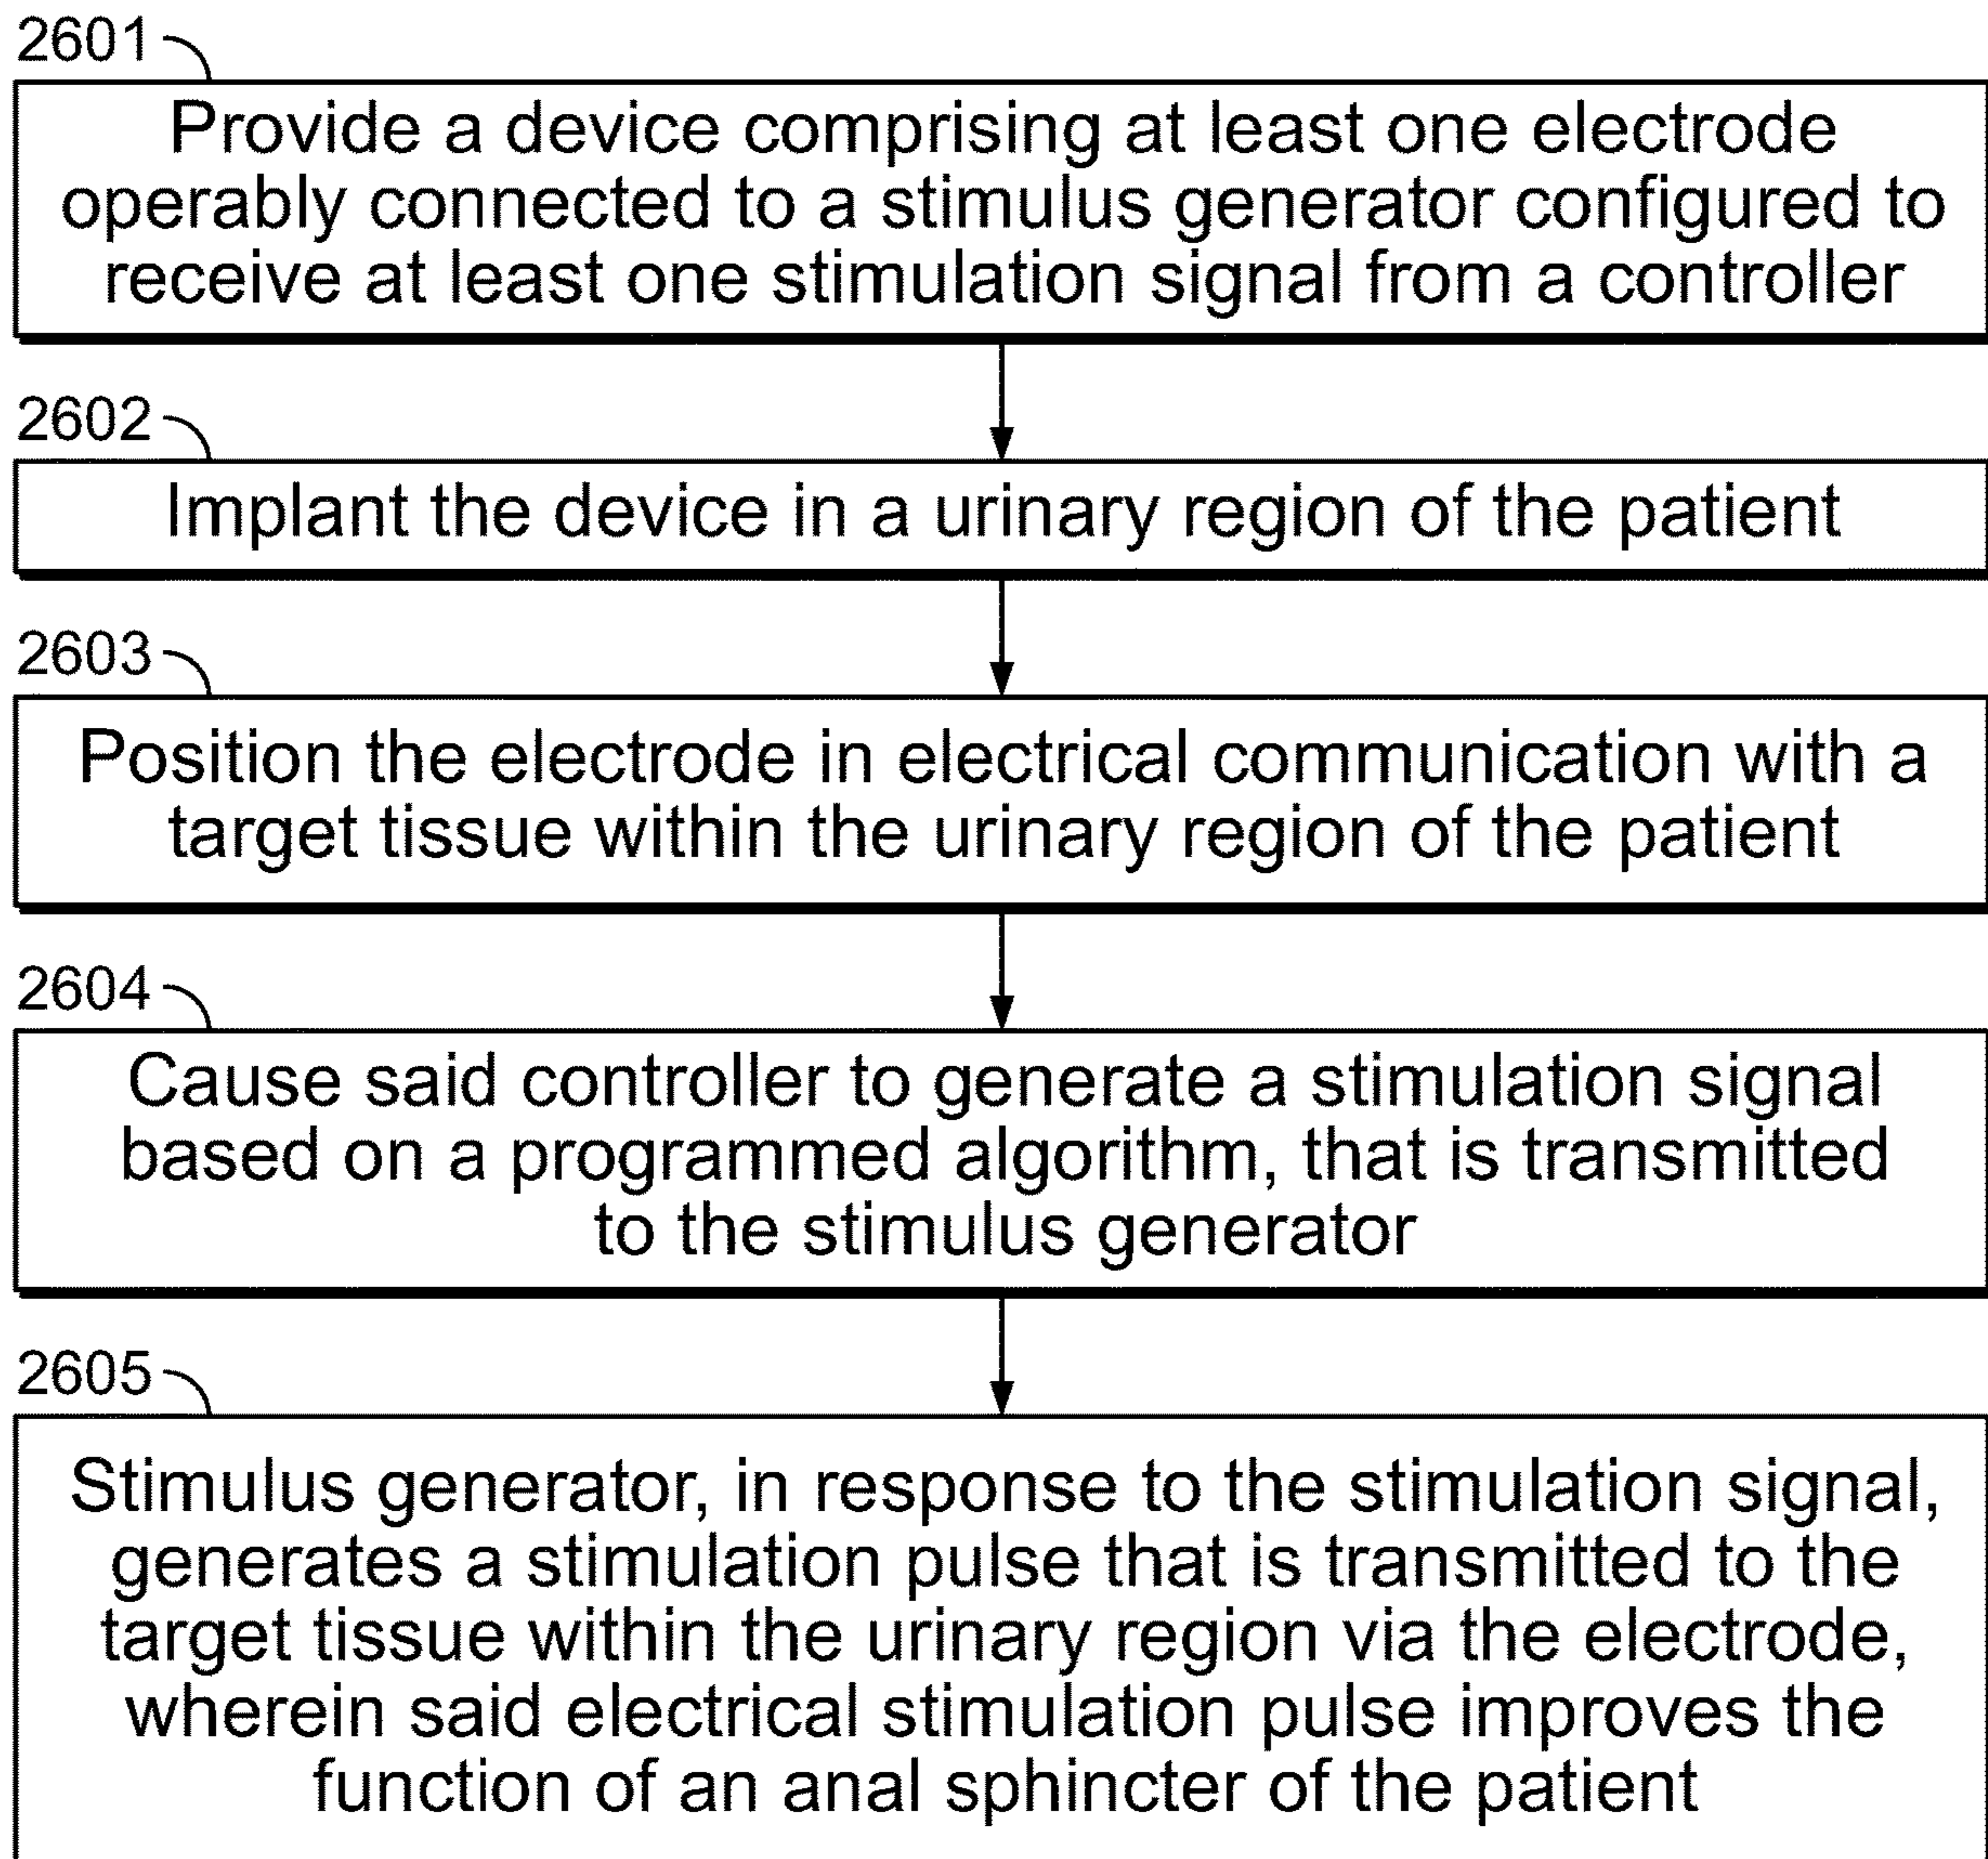 2601
Provide a device comprising at least one electrode
operably connected to a stimulus generator configured to
receive at least one stimulation signal from a controller
2602
Implant the device in a urinary region of the patient
2603
Position the electrode in electrical communication with a
target tissue within the urinary region of the patient
2604
Cause said controller to generate a stimulation signal
based on a programmed algorithm, that is transmitted
to the stimulus generator
2605
Stimulus generator, in response to the stimulation signal,
generates a stimulation pulse that is transmitted to the
target tissue within the urinary region via the electrode,
wherein said electrical stimulation pulse improves the
function of an anal sphincter of the patient